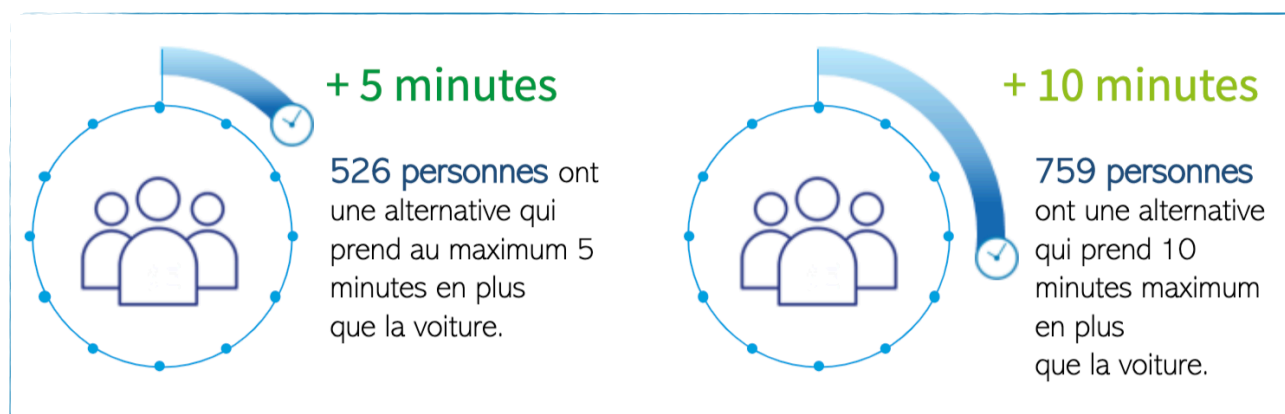 + 5 minutes
526 personnes ont
une alternative qui
prend au maximum 5
minutes en plus
que la voiture.
+ 10 minutes
759 personnes
ont une alternative
qui prend 10
minutes maximum
en plus
que la voiture.